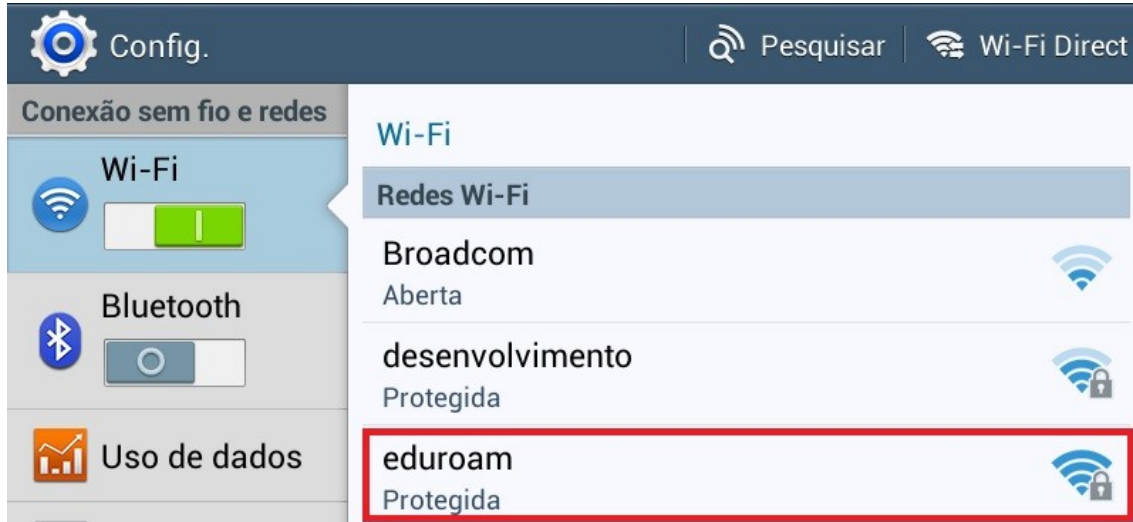 Config.
Pesquisar
Wi-Fi Direct
Conexão sem fio e redes
Wi-Fi
Bluetooth
Uso de dados
Wi-Fi
Redes Wi-Fi
Broadcom
Aberta
desenvolvimento
Protegida
eduroam
Protegida